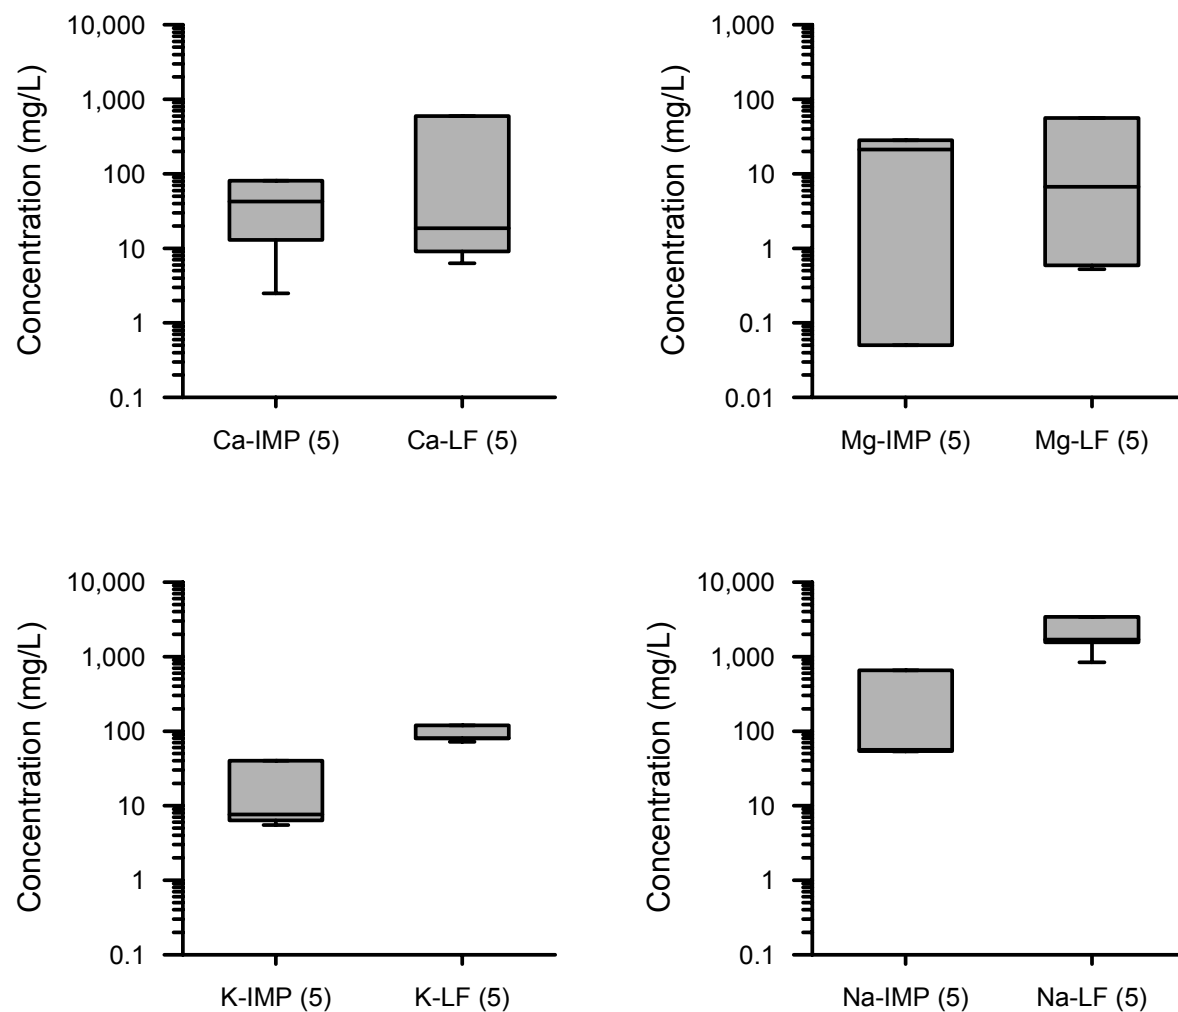 10,000
1,000
100
10
1
0.1
Concentration (mg/L)
Ca-IMP (5)
Ca-LF (5)
1,000
100
10
1
0.1
0.01
Concentration (mg/L)
Mg-IMP (5)
Mg-LF (5)
10,000
1,000
100
10
1
0.1
Concentration (mg/L)
K-IMP (5)
K-LF (5)
10,000
1,000
100
10
1
0.1
Concentration (mg/L)
Na-IMP (5)
Na-LF (5)